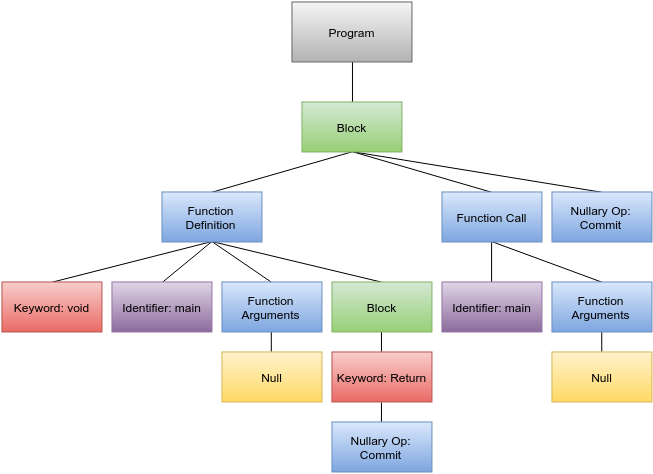 Program
Block
Function
Definition
Function Call
Nullary Op:
Commit
Keyword: void
Identifier: main
Function
Arguments
Block
Identifier: main
Function
Arguments
Null
Keyword: Return
Null
Nullary Op:
Commit